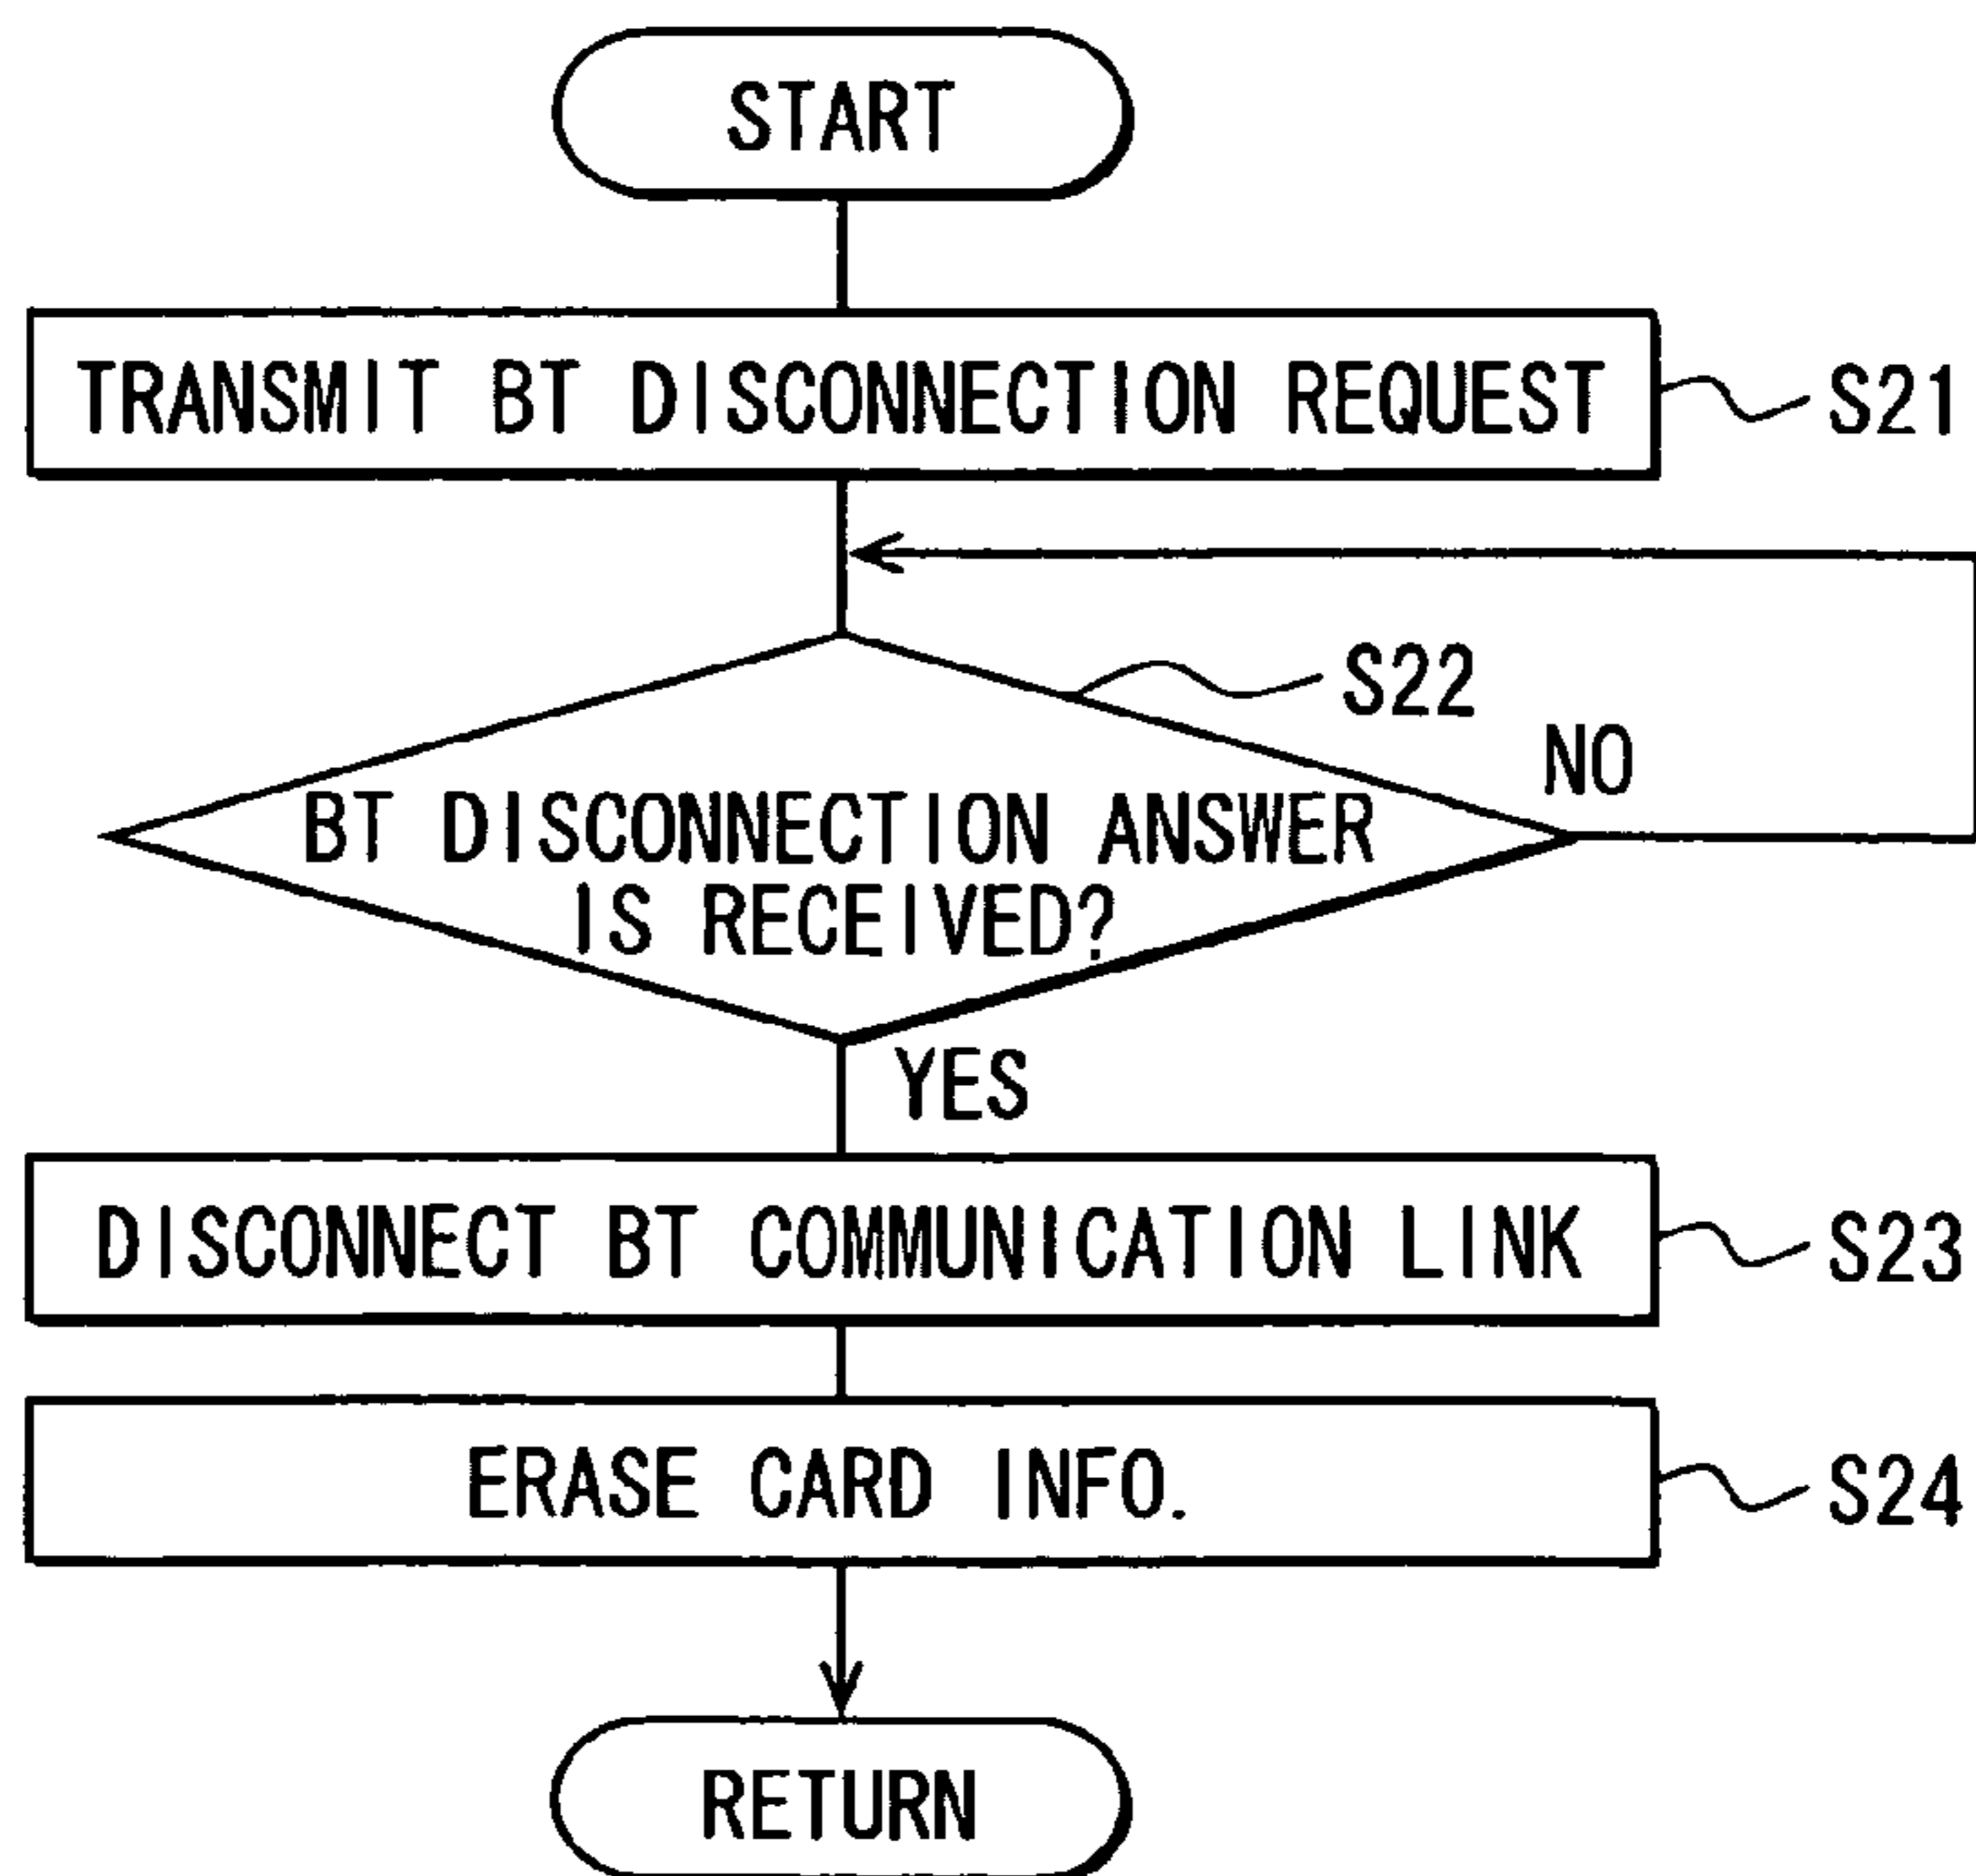 START
TRANSMIT BT DISCONNECTION REQUEST
S21
S22
NO
BT DISCONNECTION ANSWER
IS RECEIVED?
YES
DISCONNECT BT COMMUNICATION LINK
S23
ERASE CARD INFO.
S24
RETURN